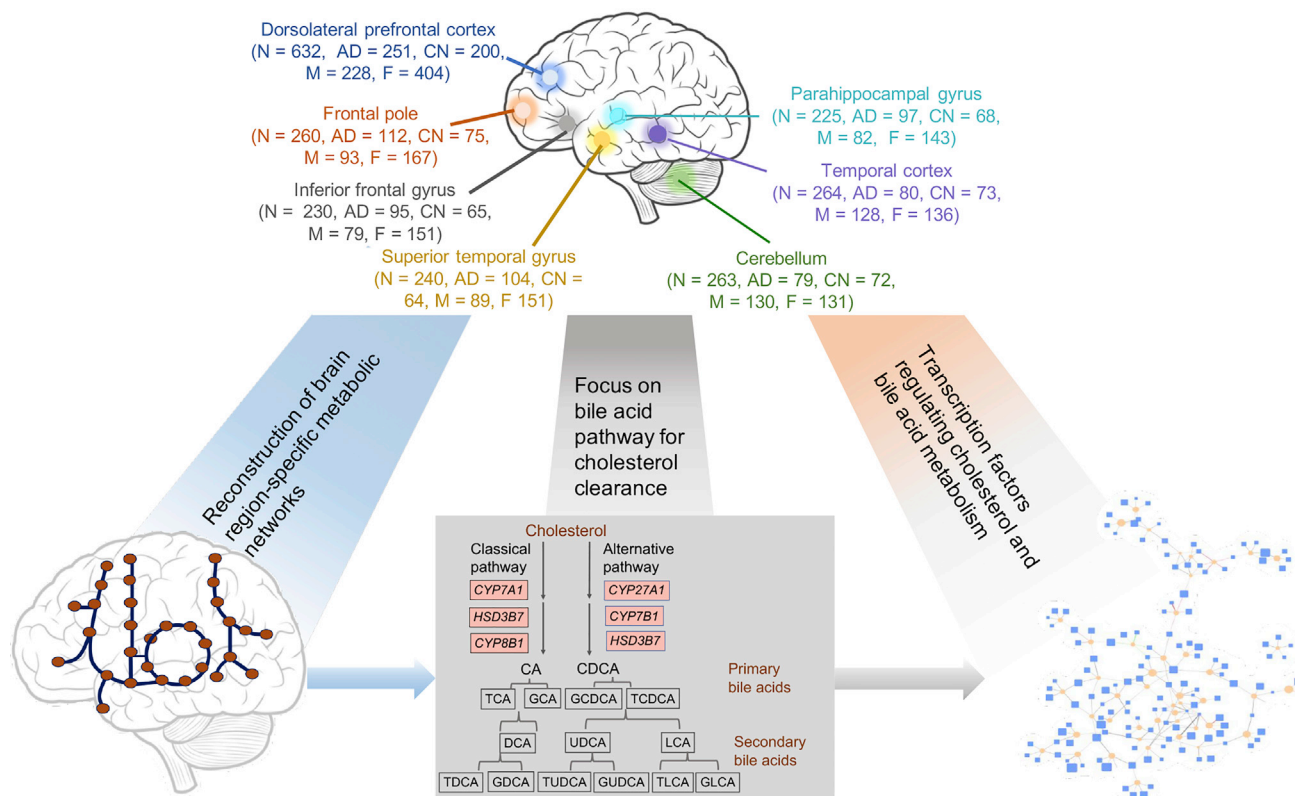 Dorsolateral prefrontal cortex
(N = 632, AD = 251, CN = 200,
M = 228, F = 404)
Frontal pole
(N = 260, AD = 112, CN = 75,
M = 93, F = 167)
Inferior frontal gyrus
(N = 230, AD = 95, CN = 65,
M = 79, F = 151)
Superior temporal gyrus
(N = 240, AD = 104, CN =
64, M = 89, F 151)
Parahippocampal gyrus
(N = 225, AD = 97, CN = 68,
M = 82, F = 143)
Temporal cortex
(N = 264, AD = 80, CN = 73,
M = 128, F = 136)
Cerebellum
(N = 263, AD = 79, CN = 72,
M = 130, F = 131)
Reconstruction of brain
region-specific metabolic
networks
Focus on
bile acid
pathway for
cholesterol
clearance
Transcription factors
regulating cholesterol and
bile acid metabolism
Cholesterol
Classical pathway
Alternative pathway
CYP7A1 CYP27A1
HSD3B7 CYP7B1
CYP8B1 HSD3B7
CA CDCA
Primary
bile acids
TCA GCA GCDCA TCDCA
DCA UDCA LCA
Secondary
bile acids
TDCA GDCA TUDCA GUDCA TLCA GLCA